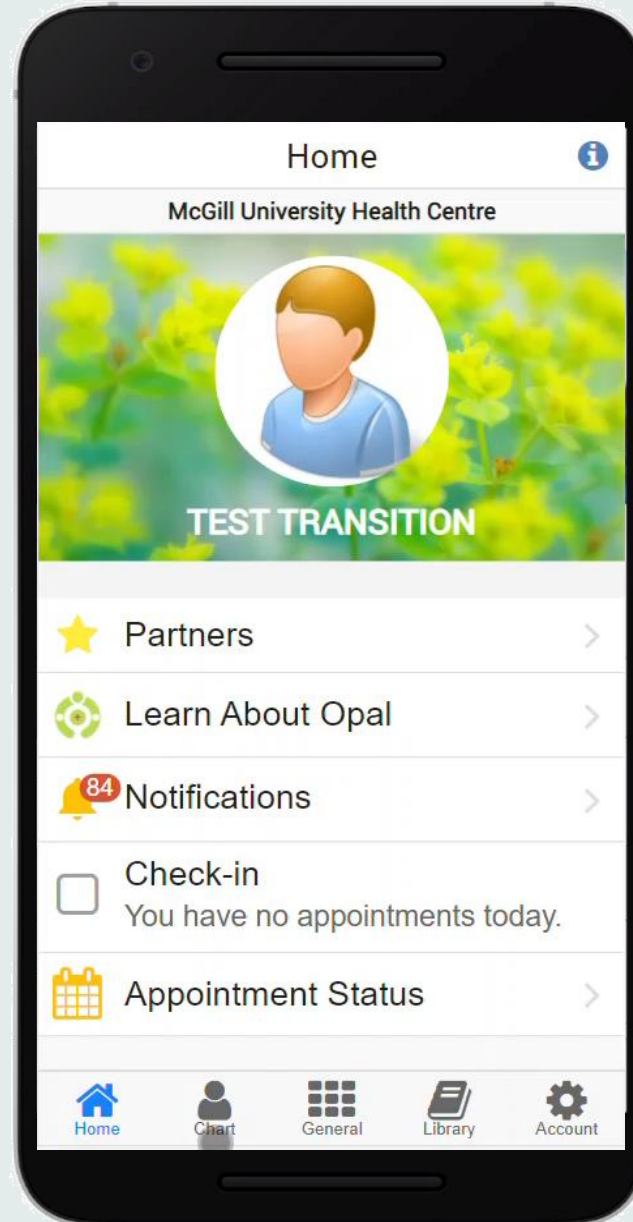 Home
McGill University Health Centre
TEST TRANSITION
Partners
Learn About Opal
84
Notifications
Check-in
You have no appointments today.
Appointment Status
Home Chart General Library Account